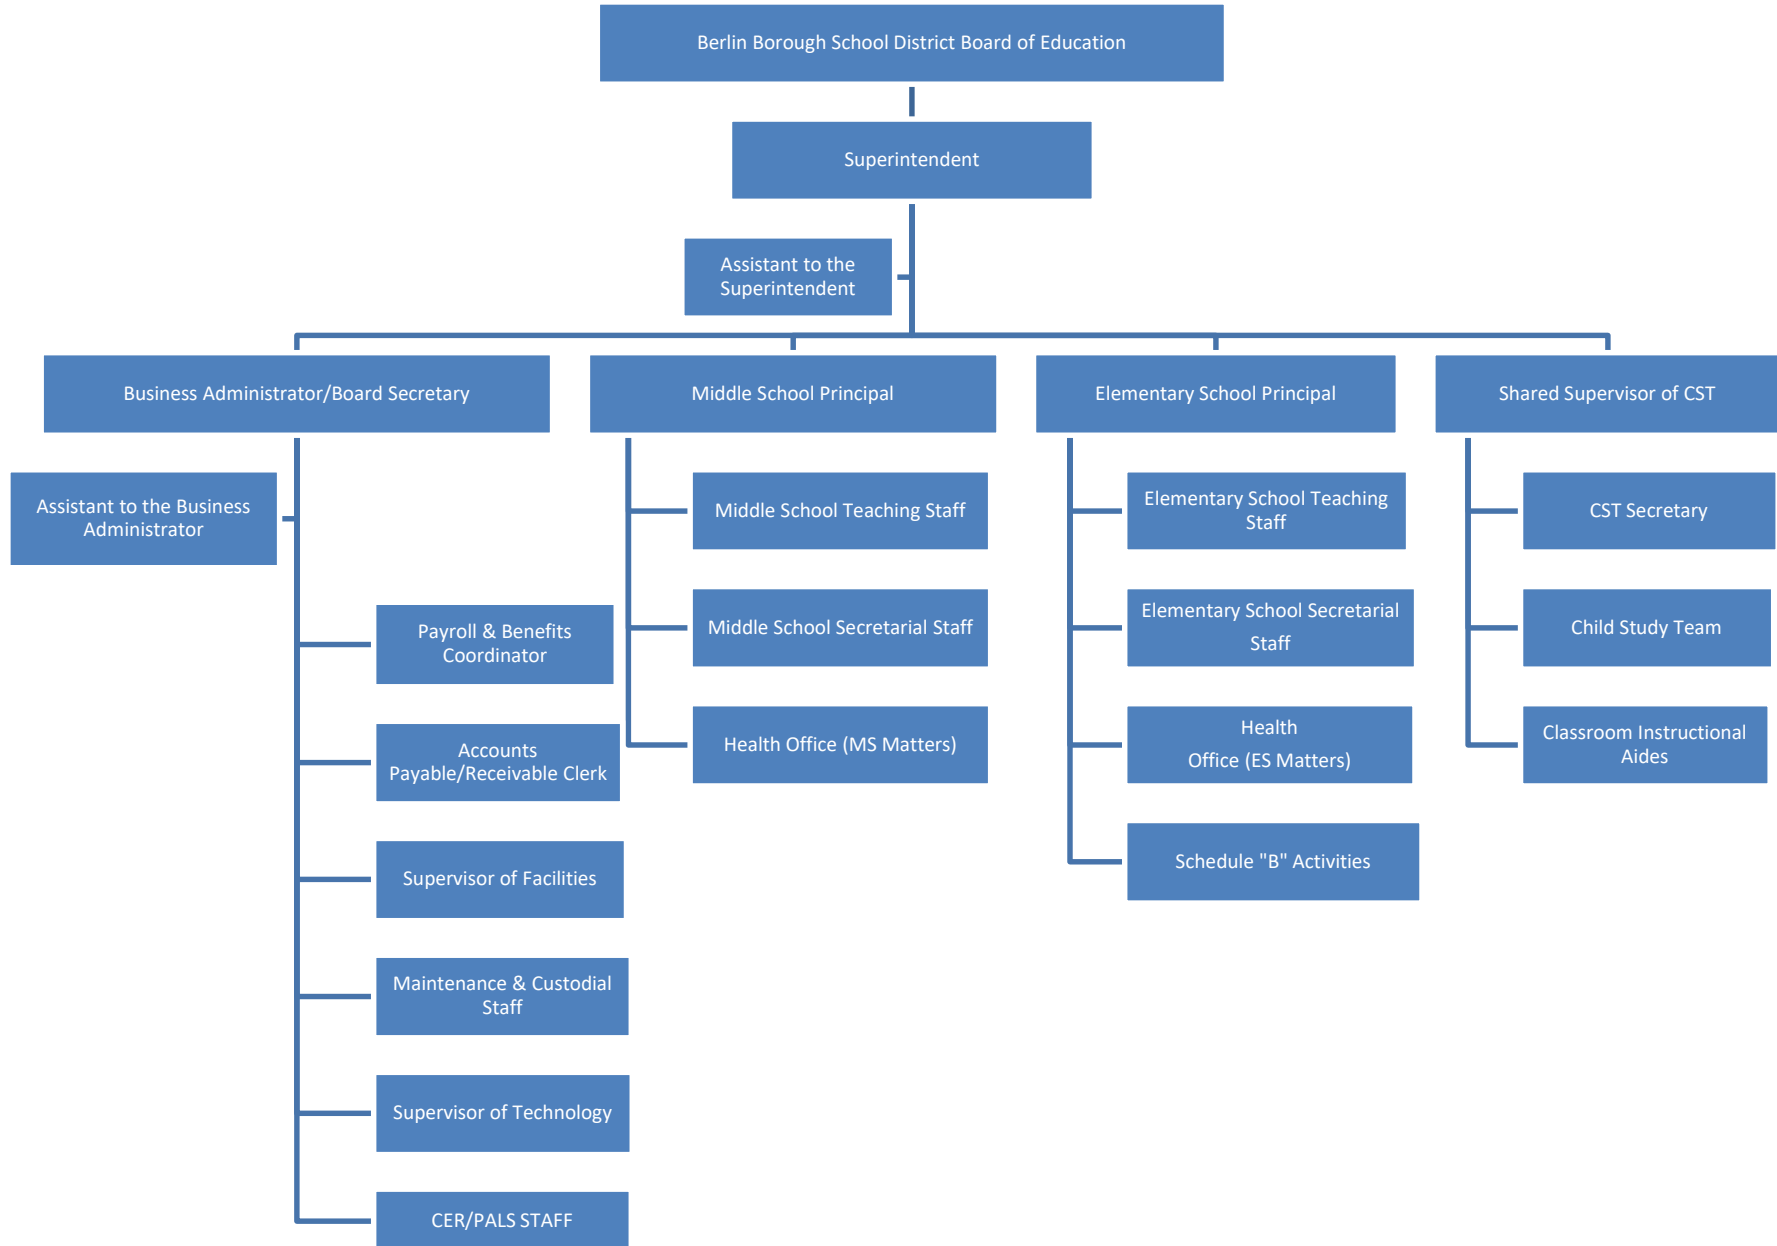 Berlin Borough School District Board of Education
Superintendent
Assistant to the
Superintendent
Business Administrator/Board Secretary
Middle School Principal
Elementary School Principal
Shared Supervisor of CST
Assistant to the Business
Administrator
Payroll & Benefits
Coordinator
Accounts
Payable/Receivable Clerk
Supervisor of Facilities
Maintenance & Custodial
Staff
Supervisor of Technology
CER/PALS STAFF
Middle School Teaching Staff
Middle School Secretarial Staff
Health Office (MS Matters)
Elementary School Teaching
Staff
Elementary School Secretarial
Staff
Health
Office (ES Matters)
Schedule "B" Activities
CST Secretary
Child Study Team
Classroom Instructional
Aides